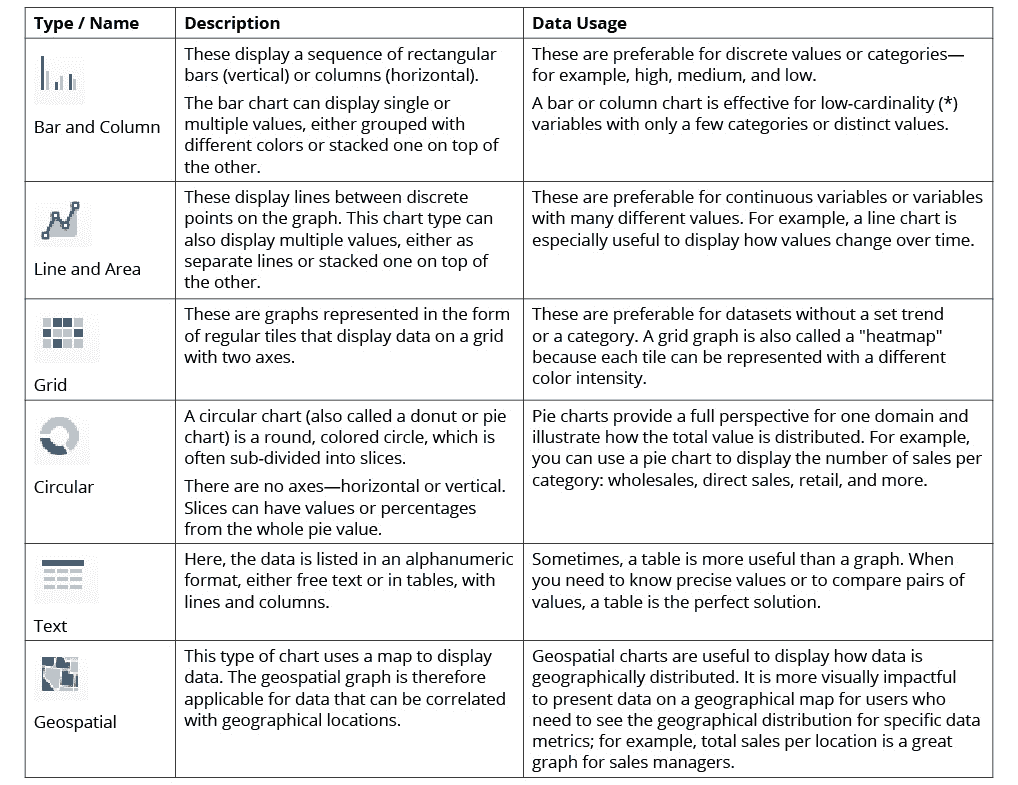 Type / Name
Description
Data Usage
Bar and Column
These display a sequence of rectangular
bars (vertical) or columns (horizontal).
The bar chart can display single or
multiple values, either grouped with
different colors or stacked one on top of
the other.
These are preferable for discrete values or categories—
for example, high, medium, and low.
A bar or column chart is effective for low-cardinality (*)
variables with only a few categories or distinct values.
Line and Area
These display lines between discrete
points on the graph. This chart type can
also display multiple values, either as
separate lines or stacked one on top of
the other.
These are preferable for continuous variables or variables
with many different values. For example, a line chart is
especially useful to display how values change over time.
Grid
These are graphs represented in the form
of regular tiles that display data on a grid
with two axes.
These are preferable for datasets without a set trend
or a category. A grid graph is also called a "heatmap"
because each tile can be represented with a different
color intensity.
Circular
A circular chart (also called a donut or pie
chart) is a round, colored circle, which is
often sub-divided into slices.
There are no axes—horizontal or vertical.
Slices can have values or percentages
from the whole pie value.
Pie charts provide a full perspective for one domain and
illustrate how the total value is distributed. For example,
you can use a pie chart to display the number of sales per
category: wholesales, direct sales, retail, and more.
Text
Here, the data is listed in an alphanumeric
format, either free text or in tables, with
lines and columns.
Sometimes, a table is more useful than a graph. When
you need to know precise values or to compare pairs of
values, a table is the perfect solution.
Geospatial
This type of chart uses a map to display
data. The geospatial graph is therefore
applicable for data that can be correlated
with geographical locations.
Geospatial charts are useful to display how data is
geographically distributed. It is more visually impactful
to present data on a geographical map for users who
need to see the geographical distribution for specific data
metrics; for example, total sales per location is a great
graph for sales managers.